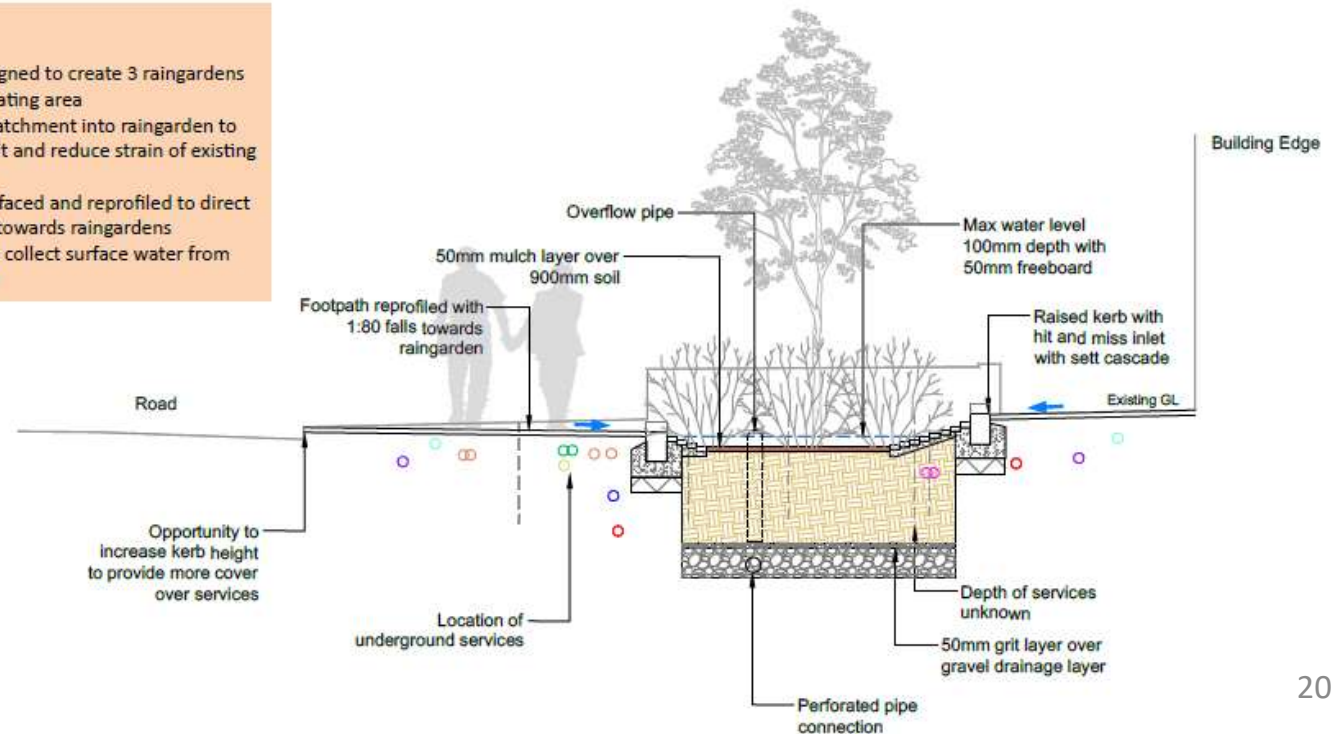 gned to create 3 raingardens
ating area
atchment into raingarden to
t and reduce strain of existing
faced and reprofiled to direct
towards raingardens
collect surface water from
Building Edge
Overflow pipe
Max water level
100mm depth with
50mm freeboard
50mm mulch layer over
900mm soil
Footpath reprofiled with
1:80 falls towards
raingarden
Raised kerb with
hit and miss inlet
with sett cascade
Road
Existing GL
Opportunity to
increase kerb height
to provide more cover
over services
Location of
underground services
Depth of services
unknown
50mm grit layer over
gravel drainage layer
Perforated pipe
connection
20